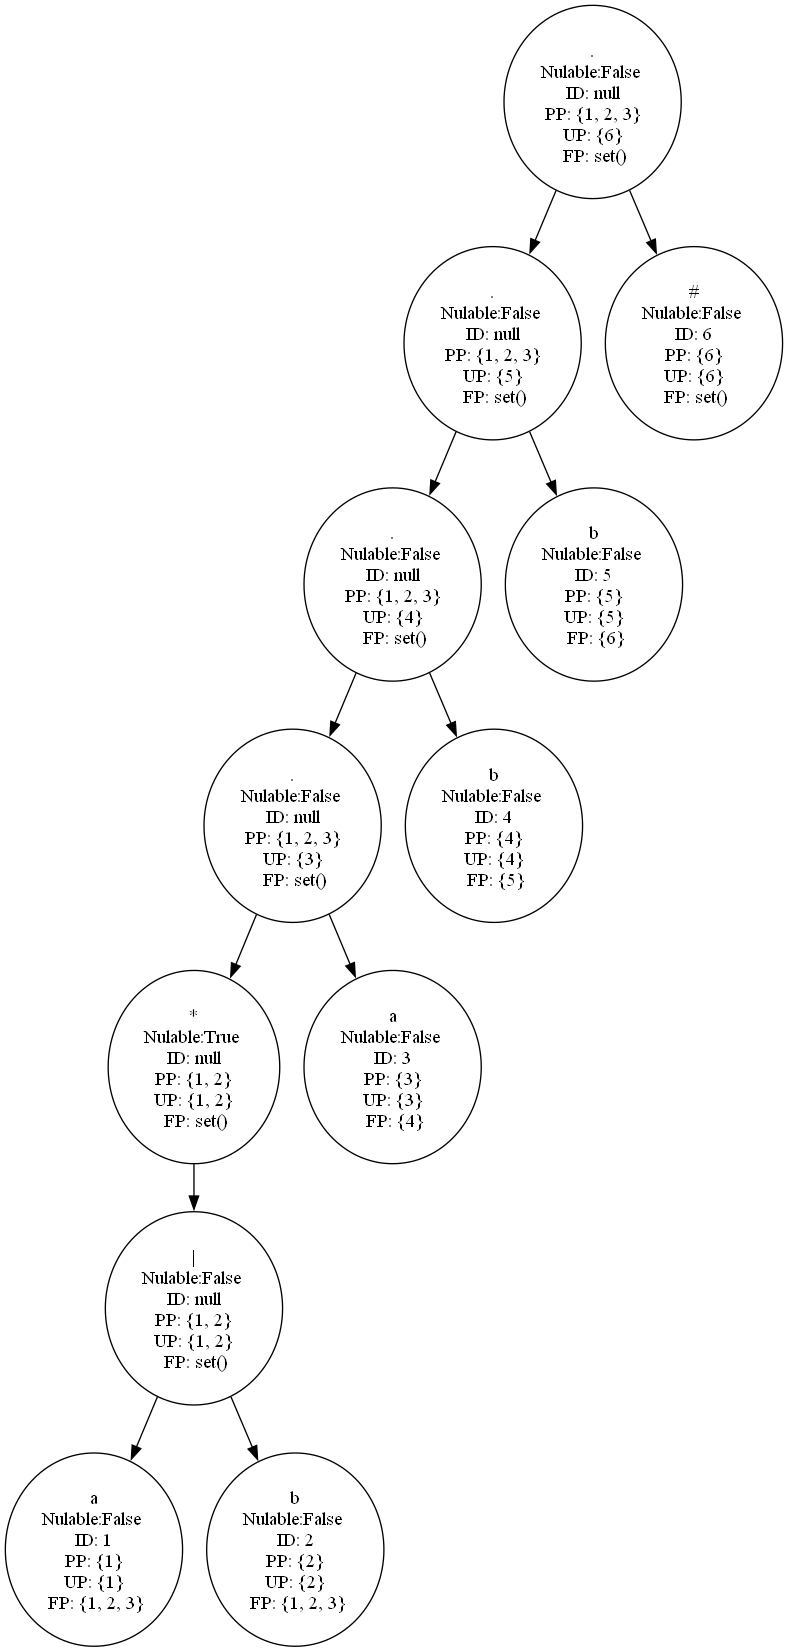 .
Nulable:False
ID: null
PP: {1, 2, 3}
UP: {6}
FP: set()
.
Nulable:False
ID: null
PP: {1, 2, 3}
UP: {5}
FP: set()
#
Nulable:False
ID: 6
PP: {6}
UP: {6}
FP: set()
.
Nulable:False
ID: null
PP: {1, 2, 3}
UP: {4}
FP: set()
b
Nulable:False
ID: 5
PP: {5}
UP: {5}
FP: {6}
.
Nulable:False
ID: null
PP: {1, 2, 3}
UP: {3}
FP: set()
b
Nulable:False
ID: 4
PP: {4}
UP: {4}
FP: {5}
*
Nulable:True
ID: null
PP: {1, 2}
UP: {1, 2}
FP: set()
a
Nulable:False
ID: 3
PP: {3}
UP: {3}
FP: {4}
|
Nulable:False
ID: null
PP: {1, 2}
UP: {1, 2}
FP: set()
a
Nulable:False
ID: 1
PP: {1}
UP: {1}
FP: {1, 2, 3}
b
Nulable:False
ID: 2
PP: {2}
UP: {2}
FP: {1, 2, 3}